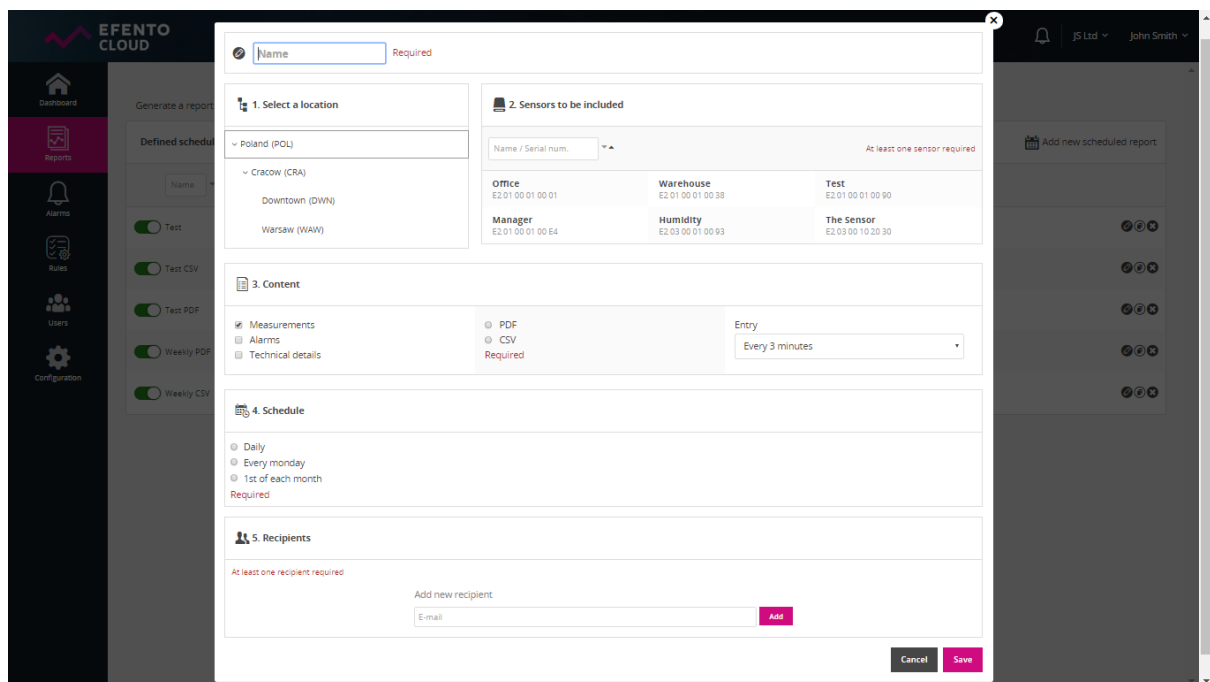 EFENTO
CLOUD
JS Ltd
John Smith
Dashboard
Reports
Alarms
Rules
Users
Configuration
Generate a report
Defined schedul
Add new scheduled report
Name
Test
Test CSV
Test PDF
Weekly PDF
Weekly CSV
Name
Required
1. Select a location
Poland (POL)
Cracow (CRA)
Downtown (DWN)
Warsaw (WAW)
2. Sensors to be included
Name / Serial num.
At least one sensor required
Office
E2 01 00 01 00 01
Warehouse
E2 01 00 01 00 38
Test
E2 01 00 01 00 90
Manager
E2 01 00 01 00 E4
Humidity
E2 03 00 01 00 93
The Sensor
E2 03 00 10 20 30
3. Content
Measurements
Alarms
Technical details
PDF
CSV
Required
Entry
Every 3 minutes
4. Schedule
Daily
Every monday
1st of each month
Required
5. Recipients
At least one recipient required
Add new recipient
E-mail
Add
Cancel
Save